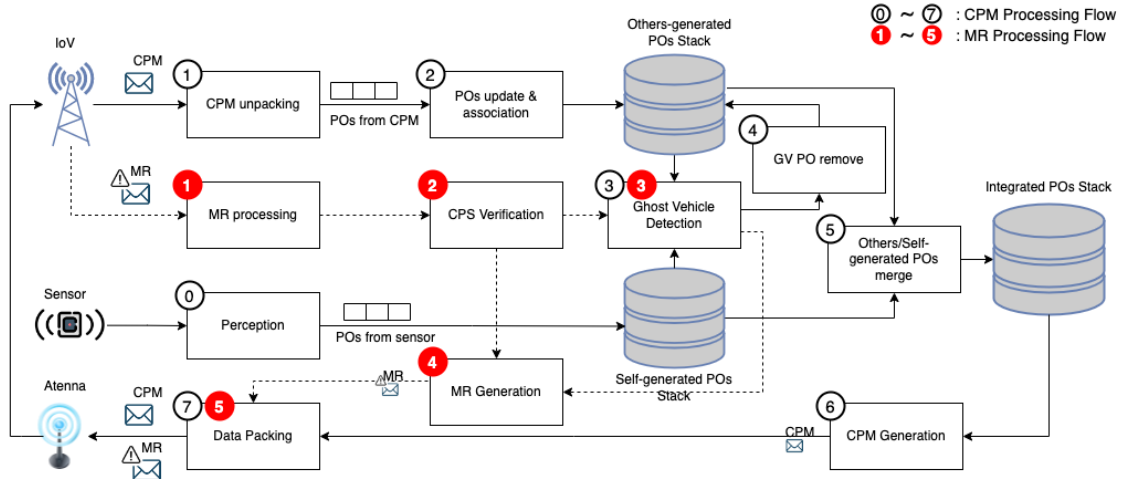 0 ~ 7 : CPM Processing Flow
1 ~ 5 : MR Processing Flow
IoV
CPM
1
CPM unpacking
POs from CPM
2
POs update &
association
Others-generated
POs Stack
4
GV PO remove
MR
1
MR processing
2
CPS Verification
3
3
Ghost Vehicle
Detection
5
Others/Self-
generated POs
merge
Integrated POs Stack
Sensor
0
Perception
POs from sensor
Self-generated POs
Stack
4
MR Generation
MR
Atenna
CPM
MR
7
5
Data Packing
CPM
6
CPM Generation